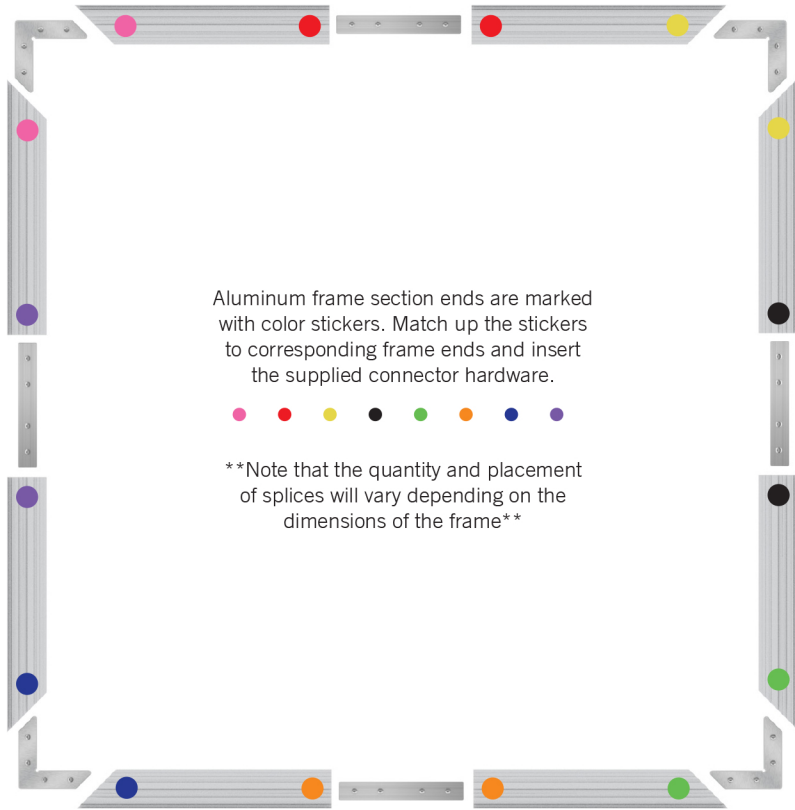 Aluminum frame section ends are marked
with color stickers. Match up the stickers
to corresponding frame ends and insert
the supplied connector hardware.
**Note that the quantity and placement
of splices will vary depending on the
dimensions of the frame**